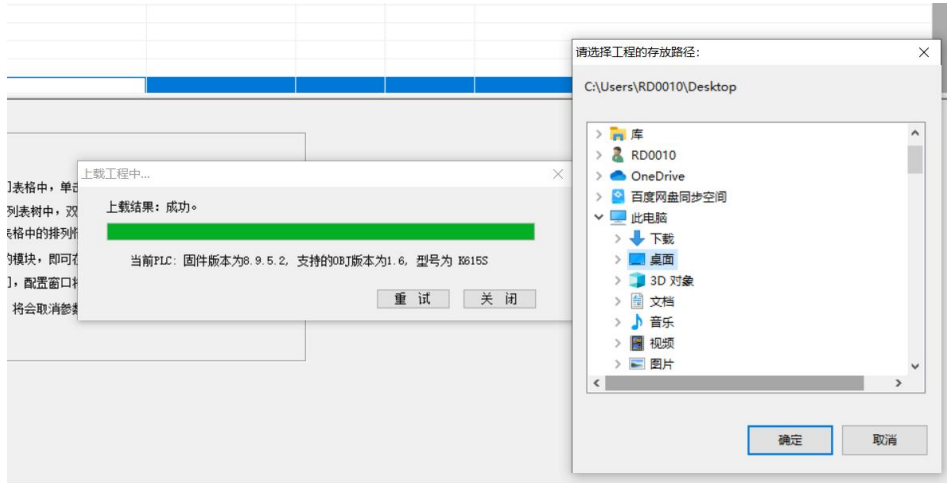 请选择工程的存放路径:
C:\Users\RD0010\Desktop
库
RD0010
OneDrive
百度网盘同步空间
此电脑
下载
桌面
3D 对象
文档
音乐
视频
图片
确定
取消
上载工程中...
上载结果: 成功。
当前PLC: 固件版本为8.9.5.2, 支持的OBJ版本为1.6, 型号为 K615S
重 试
关 闭
表格中，单击
列表树中，双
表格中的排列
的模块，即可在
，配置窗口将
将会取消参数